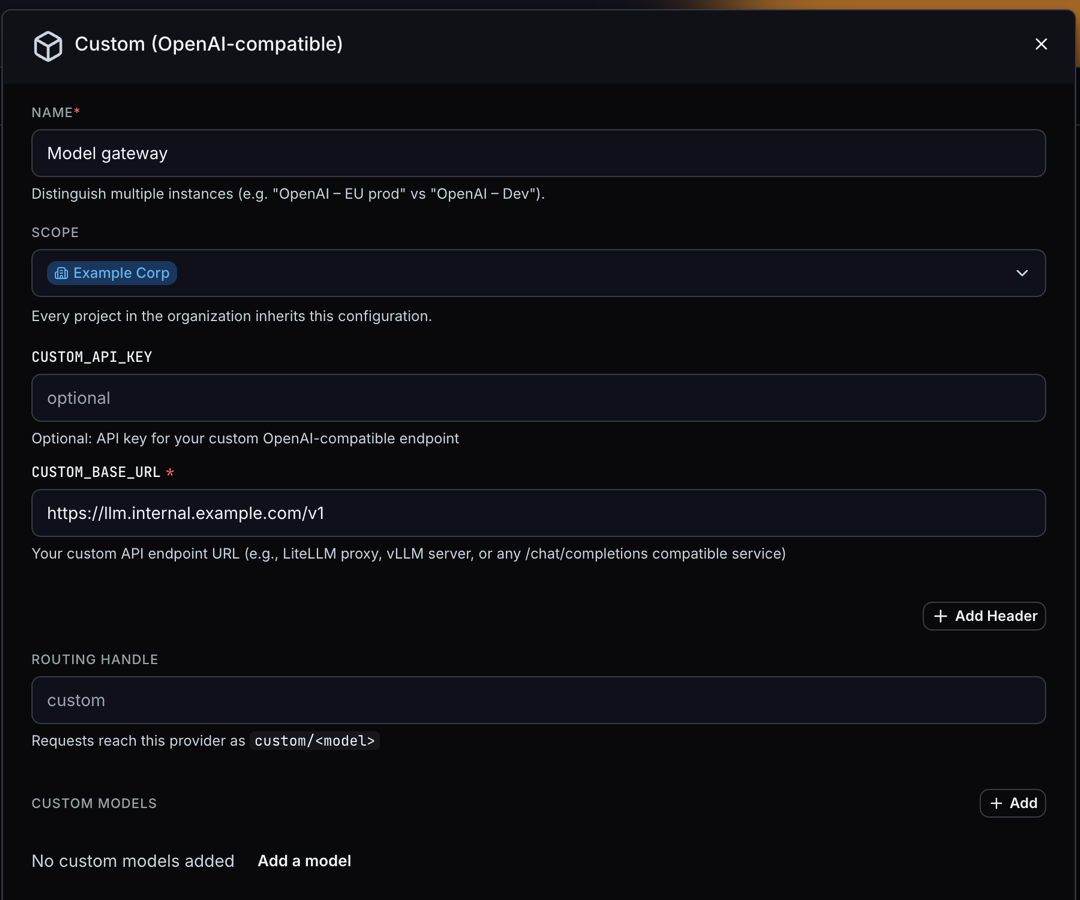 Custom (OpenAI-compatible)
NAME*
Model gateway
Distinguish multiple instances (e.g. "OpenAI – EU prod" vs "OpenAI – Dev").
SCOPE
Example Corp
Every project in the organization inherits this configuration.
CUSTOM_API_KEY
optional
Optional: API key for your custom OpenAI-compatible endpoint
CUSTOM_BASE_URL *
https://llm.internal.example.com/v1
Your custom API endpoint URL (e.g., LiteLLM proxy, vLLM server, or any /chat/completions compatible service)
+ Add Header
ROUTING HANDLE
custom
Requests reach this provider as custom/<model>
CUSTOM MODELS
+ Add
No custom models added Add a model